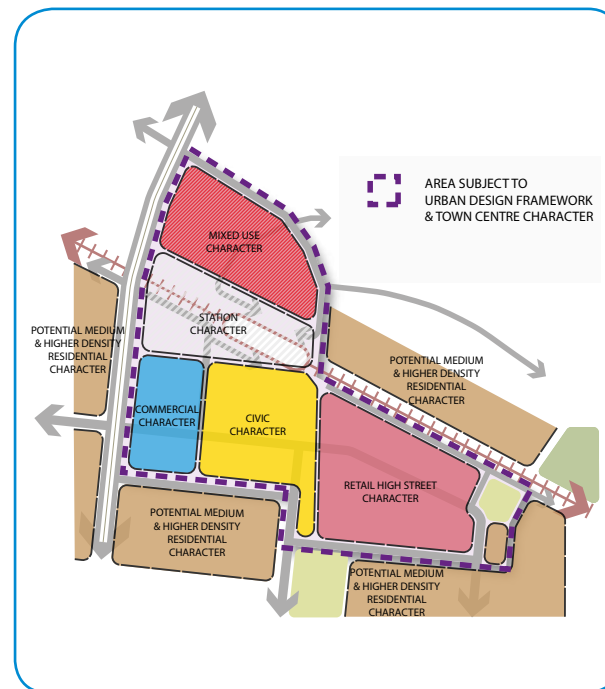 AREA SUBJECT TO
URBAN DESIGN FRAMEWORK
& TOWN CENTRE CHARACTER
MIXED USE
CHARACTER
STATION
CHARACTER
POTENTIAL MEDIUM
& HIGHER DENSITY
RESIDENTIAL
CHARACTER
POTENTIAL MEDIUM
& HIGHER DENSITY
RESIDENTIAL
CHARACTER
COMMERCIAL
CHARACTER
CIVIC
CHARACTER
RETAIL HIGH STREET
CHARACTER
POTENTIAL MEDIUM
& HIGHER DENSITY
RESIDENTIAL
CHARACTER
POTENTIAL MEDIUM
& HIGHER DENSITY
RESIDENTIAL
CHARACTER